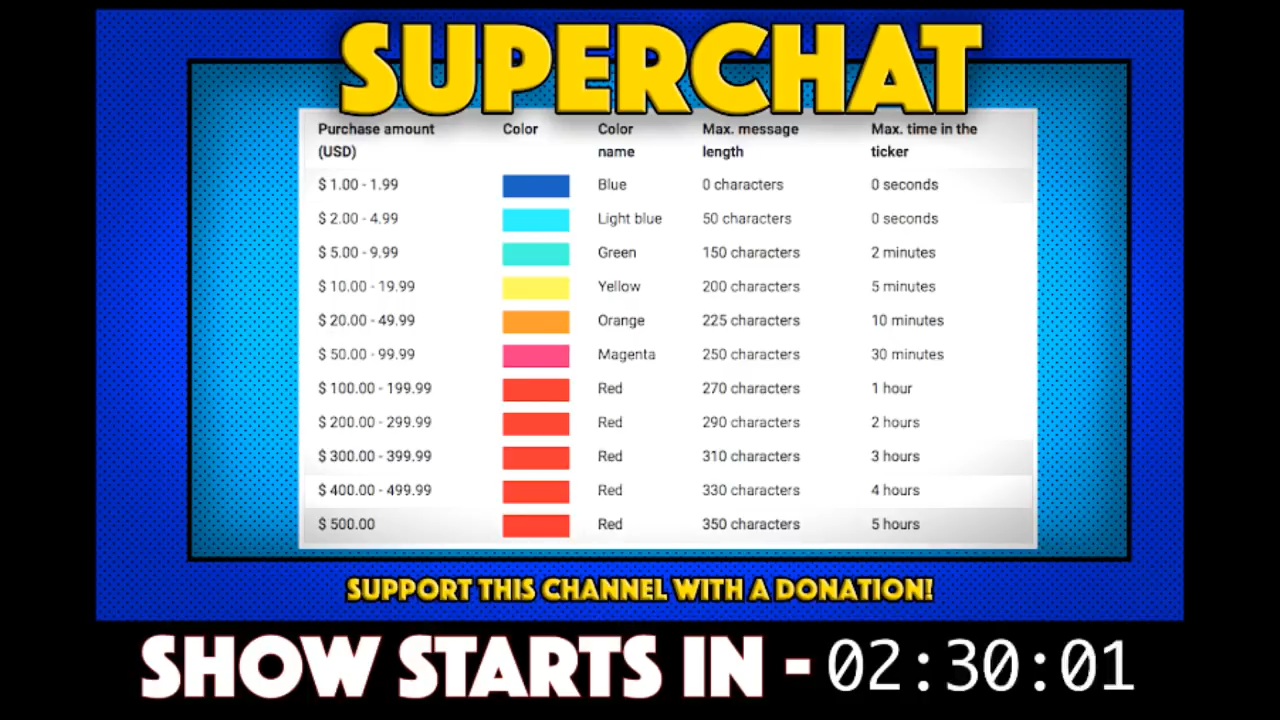 SUPERCHAT
Purchase amount (USD) Color Color name Max. message length Max. time in the ticker
$ 1.00 - 1.99 Blue 0 characters 0 seconds
$ 2.00 - 4.99 Light blue 50 characters 0 seconds
$ 5.00 - 9.99 Green 150 characters 2 minutes
$ 10.00 - 19.99 Yellow 200 characters 5 minutes
$ 20.00 - 49.99 Orange 225 characters 10 minutes
$ 50.00 - 99.99 Magenta 250 characters 30 minutes
$ 100.00 - 199.99 Red 270 characters 1 hour
$ 200.00 - 299.99 Red 290 characters 2 hours
$ 300.00 - 399.99 Red 310 characters 3 hours
$ 400.00 - 499.99 Red 330 characters 4 hours
$ 500.00 Red 350 characters 5 hours
SUPPORT THIS CHANNEL WITH A DONATION!
SHOW STARTS IN - 02:30:01